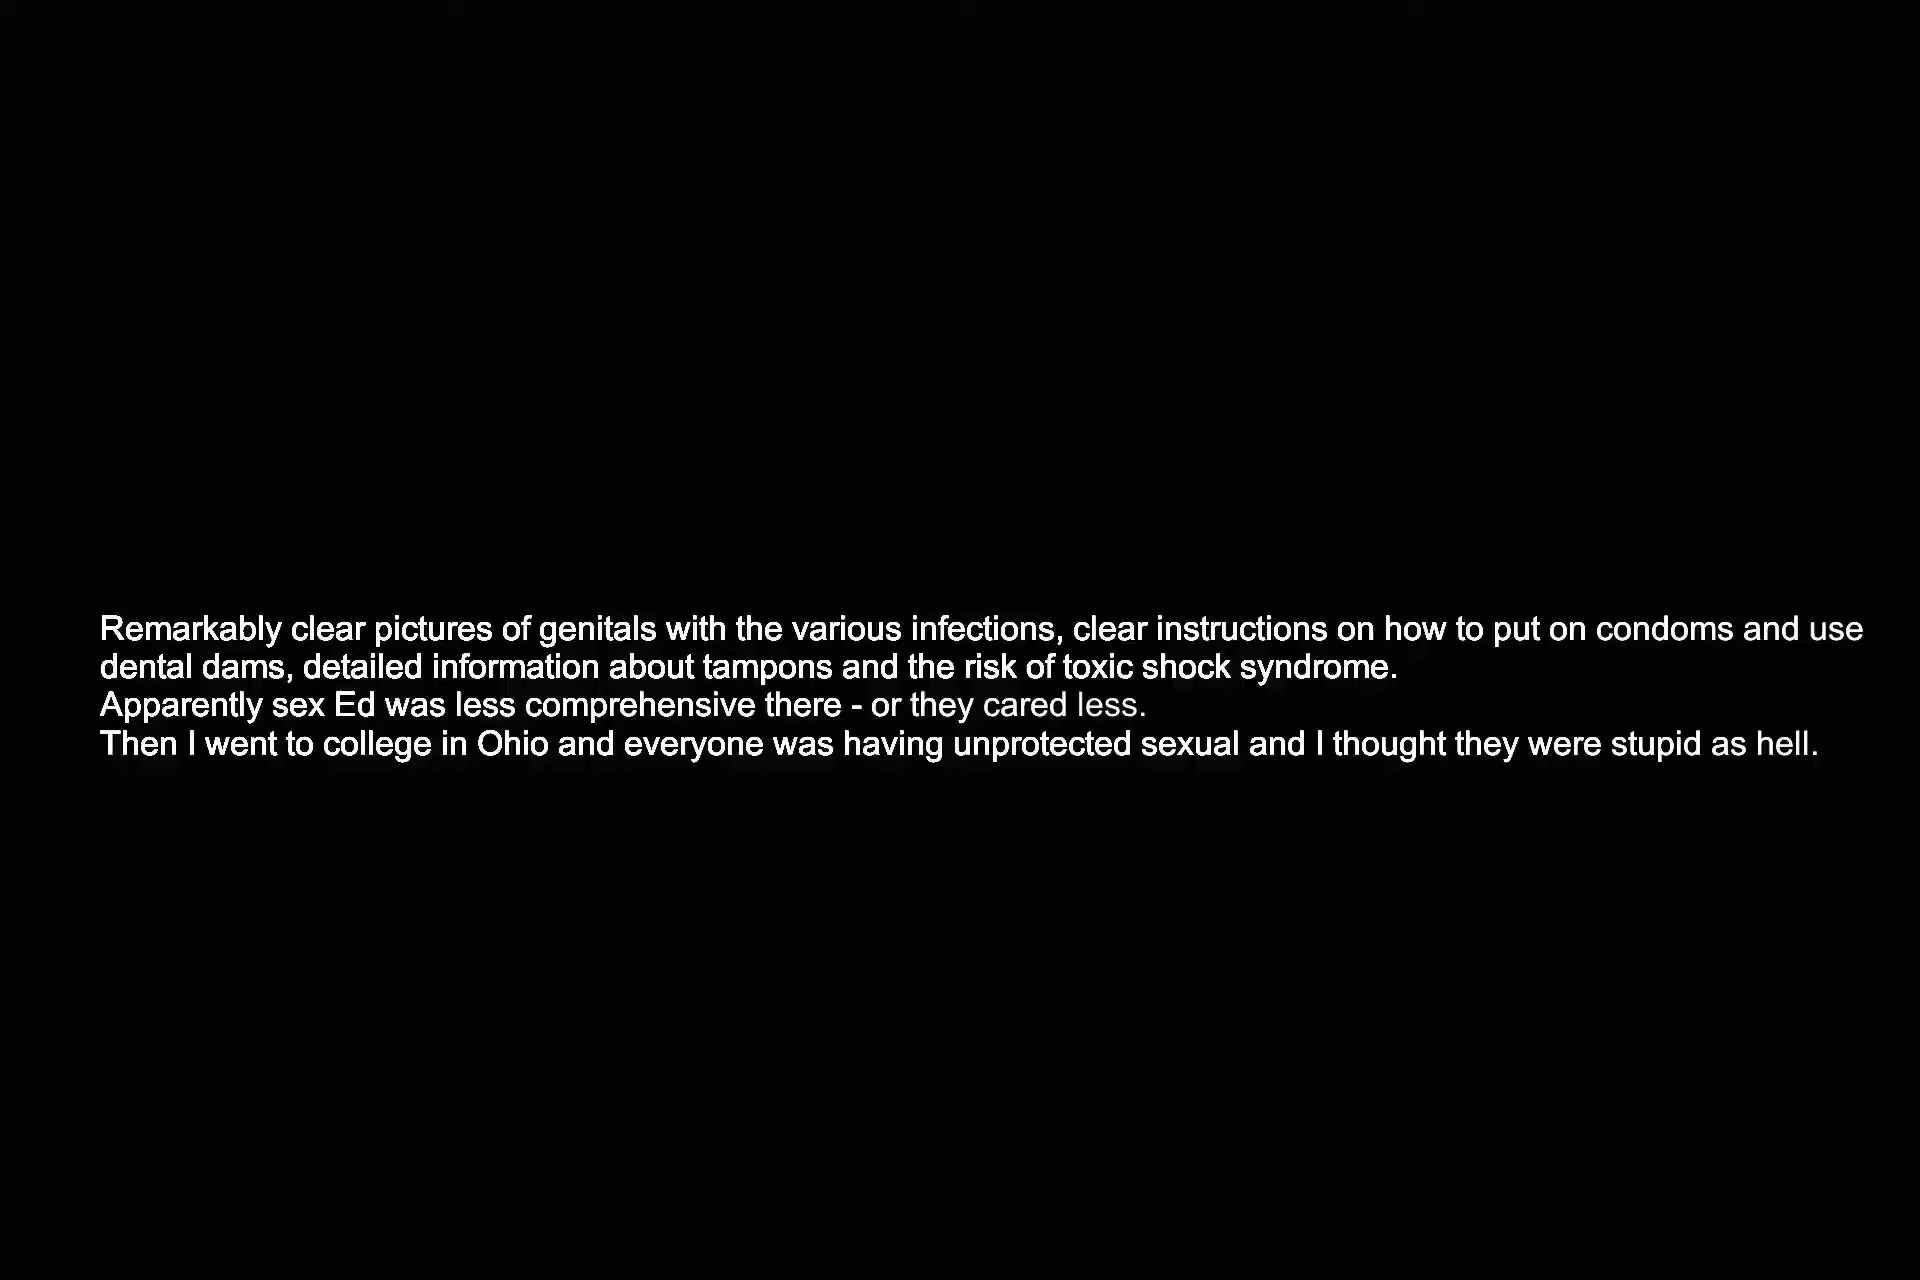 Remarkably clear pictures of genitals with the various infections, clear instructions on how to put on condoms and use
dental dams, detailed information about tampons and the risk of toxic shock syndrome.
Apparently sex Ed was less comprehensive there - or they cared less.
Then I went to college in Ohio and everyone was having unprotected sexual and I thought they were stupid as hell.